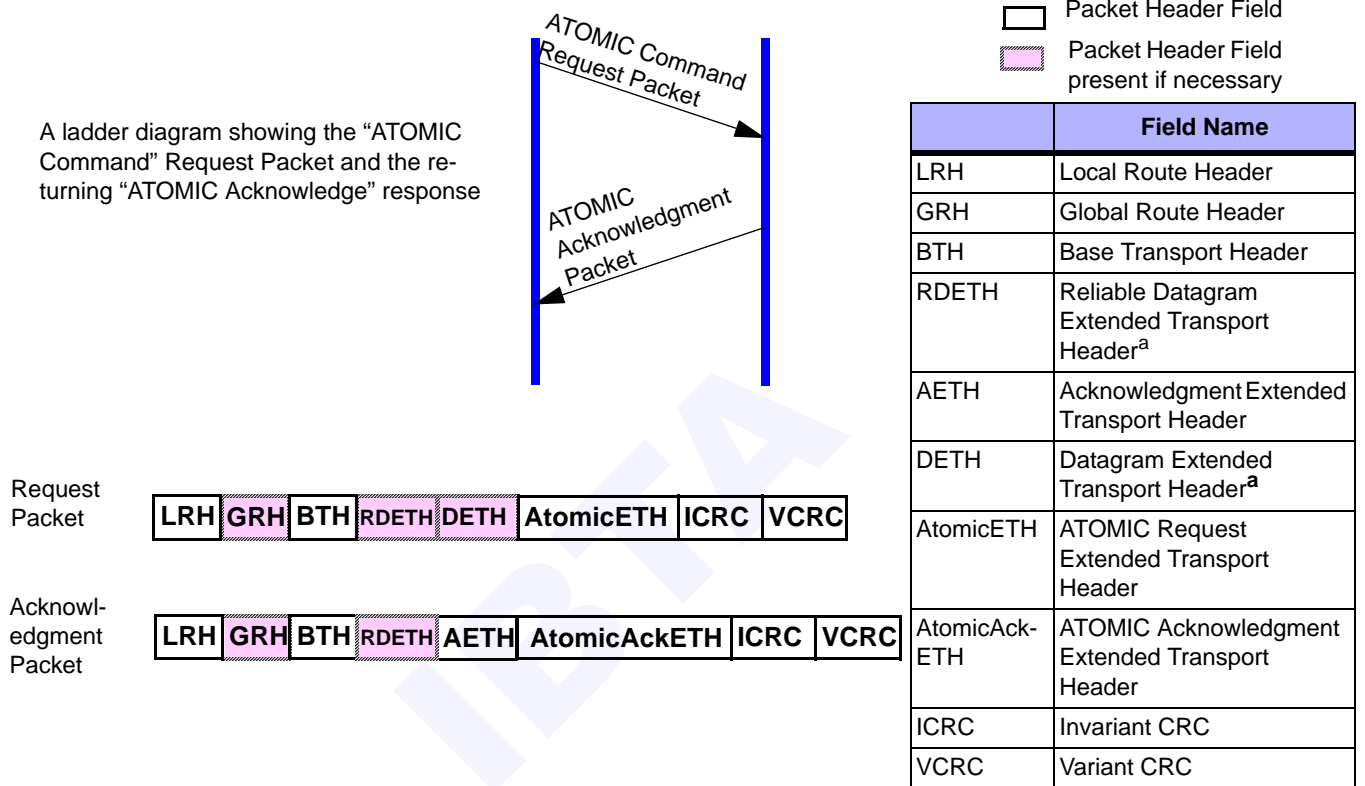 A ladder diagram showing the “ATOMIC
Command” Request Packet and the re-
turning “ATOMIC Acknowledge” response
ATOMIC Command
Request Packet
ATOMIC
Acknowledgment
Packet
Packet Header Field
Packet Header Field
present if necessary
Field Name
LRH Local Route Header
GRH Global Route Header
BTH Base Transport Header
RDETH Reliable Datagram
Extended Transport
Headera
AETH Acknowledgment Extended
Transport Header
DETH Datagram Extended
Transport Headera
AtomicETH ATOMIC Request
Extended Transport
Header
AtomicAck- ATOMIC Acknowledgment
ETH Extended Transport
Header
ICRC Invariant CRC
VCRC Variant CRC
Request
Packet
LRH GRH BTH RDETH DETH AtomicETH ICRC VCRC
Acknowl-
edgment
Packet
LRH GRH BTH RDETH AETH AtomicAckETH ICRC VCRC
IBTA